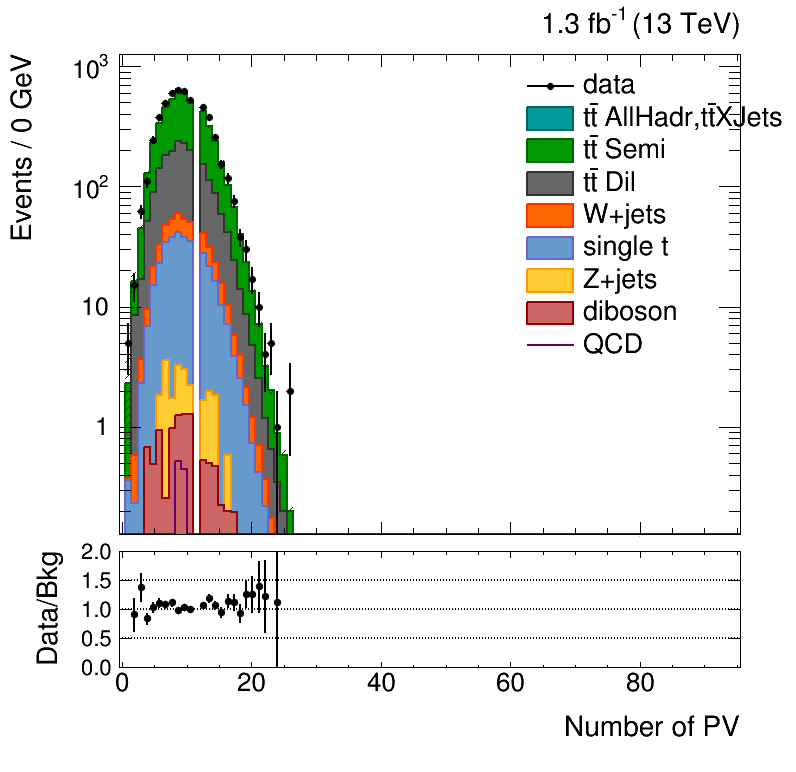 1.3 fb⁻¹ (13 TeV)
Events / 0 GeV
10³
10²
10
1
data
tt̄ AllHadr,tt̄XJets
tt̄ Semi
tt̄ Dil
W+jets
single t
Z+jets
diboson
QCD
Data/Bkg
2.0
1.5
1.0
0.5
0.0
0 20 40 60 80
Number of PV